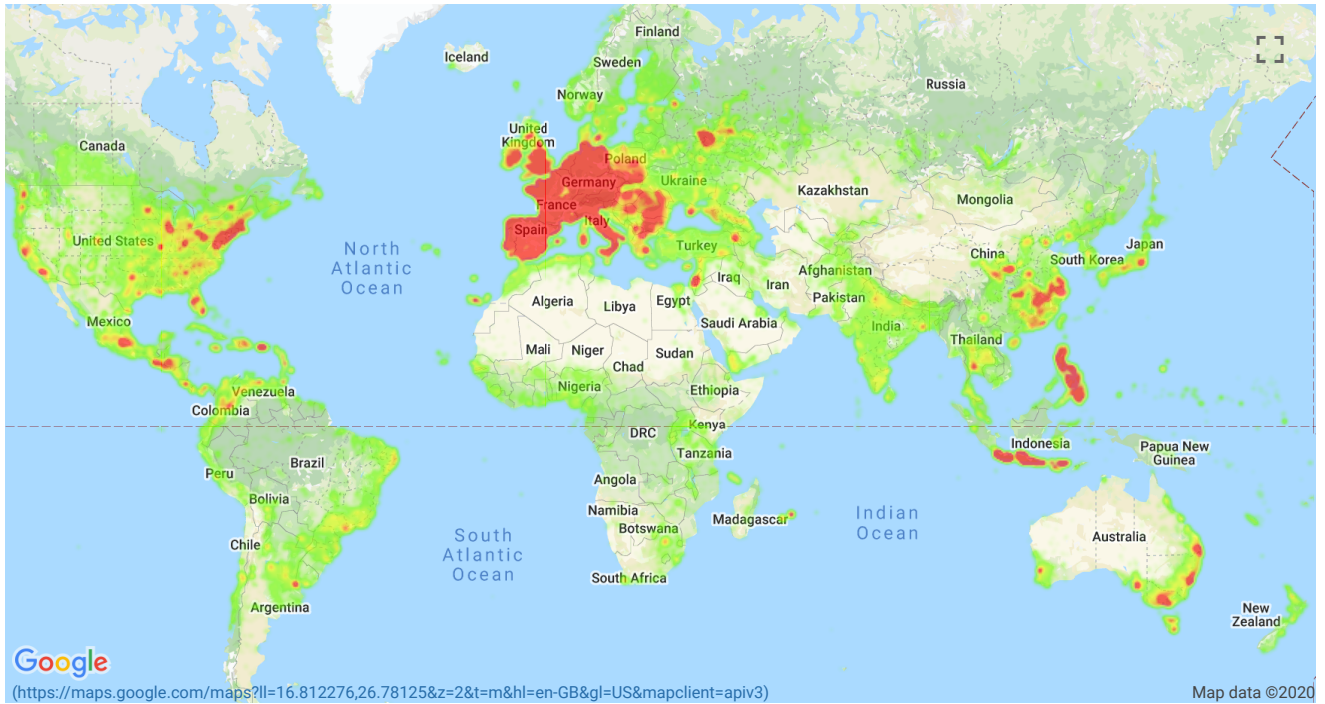 Finland
Iceland
Sweden
Russia
Norway
United
Kingdom
Canada
Poland
Germany
Ukraine
Kazakhstan
Mongolia
France
Italy
Spain
United States
North
Atlantic
Ocean
Turkey
China
Japan
South Korea
Afghanistan
Iraq
Iran
Algeria
Libya
Egypt
Pakistan
Mexico
Saudi Arabia
India
Thailand
Mali
Niger
Sudan
Chad
Nigeria
Ethiopia
Venezuela
Colombia
Kenya
DRC
Indonesia
Papua New
Guinea
Tanzania
Brazil
Peru
Angola
Bolivia
Namibia
Madagascar
Indian
Ocean
Botswana
Australia
Chile
South
Atlantic
Ocean
South Africa
Argentina
New
Zealand
Google
(https://maps.google.com/maps?ll=16.812276,26.78125&z=2&t=m&hl=en-GB&gl=US&mapclient=apiv3)
Map data ©2020